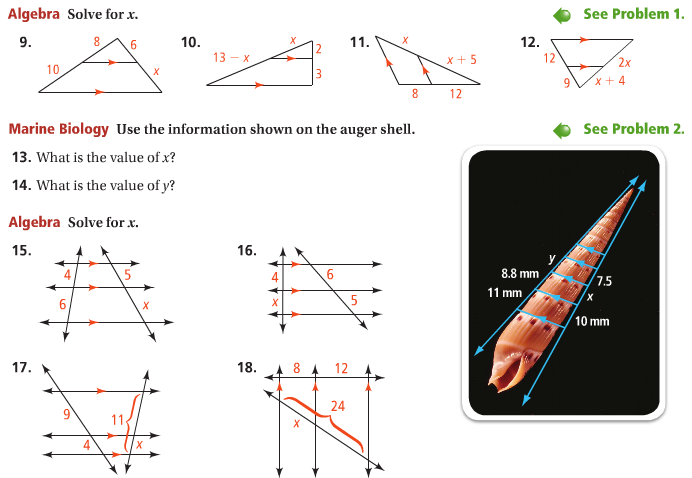 Algebra Solve for x. See Problem 1.
9. 8 6 10 x
10. x 13 − x 2 3
11. x x + 5 8 12
12. 12 2x 9 x + 4
Marine Biology Use the information shown on the auger shell. See Problem 2.
13. What is the value of x?
14. What is the value of y?
y
8.8 mm
7.5
11 mm
x
10 mm
Algebra Solve for x.
15. 4 5 6 x
16. 4 6 x 5
17. 9 11 4 x
18. 8 12 24 x